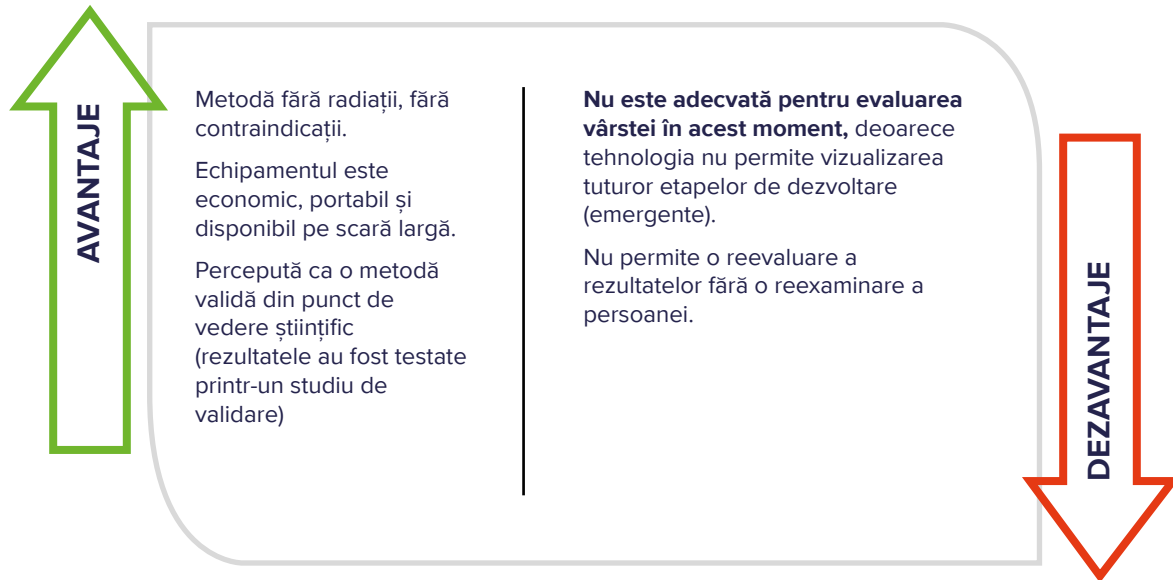 AVANTAJE
Metodă fără radiații, fără
contraindicații.
Echipamentul este
economic, portabil și
disponibil pe scară largă.
Percepută ca o metodă
validă din punct de
vedere științific
(rezultatele au fost testate
printr-un studiu de
validare)
Nu este adecvată pentru evaluarea
vârstei în acest moment, deoarece
tehnologia nu permite vizualizarea
tuturor etapelor de dezvoltare
(emergente).
Nu permite o reevaluare a
rezultatelor fără o reexaminare a
persoanei.
DEZAVANTAJE